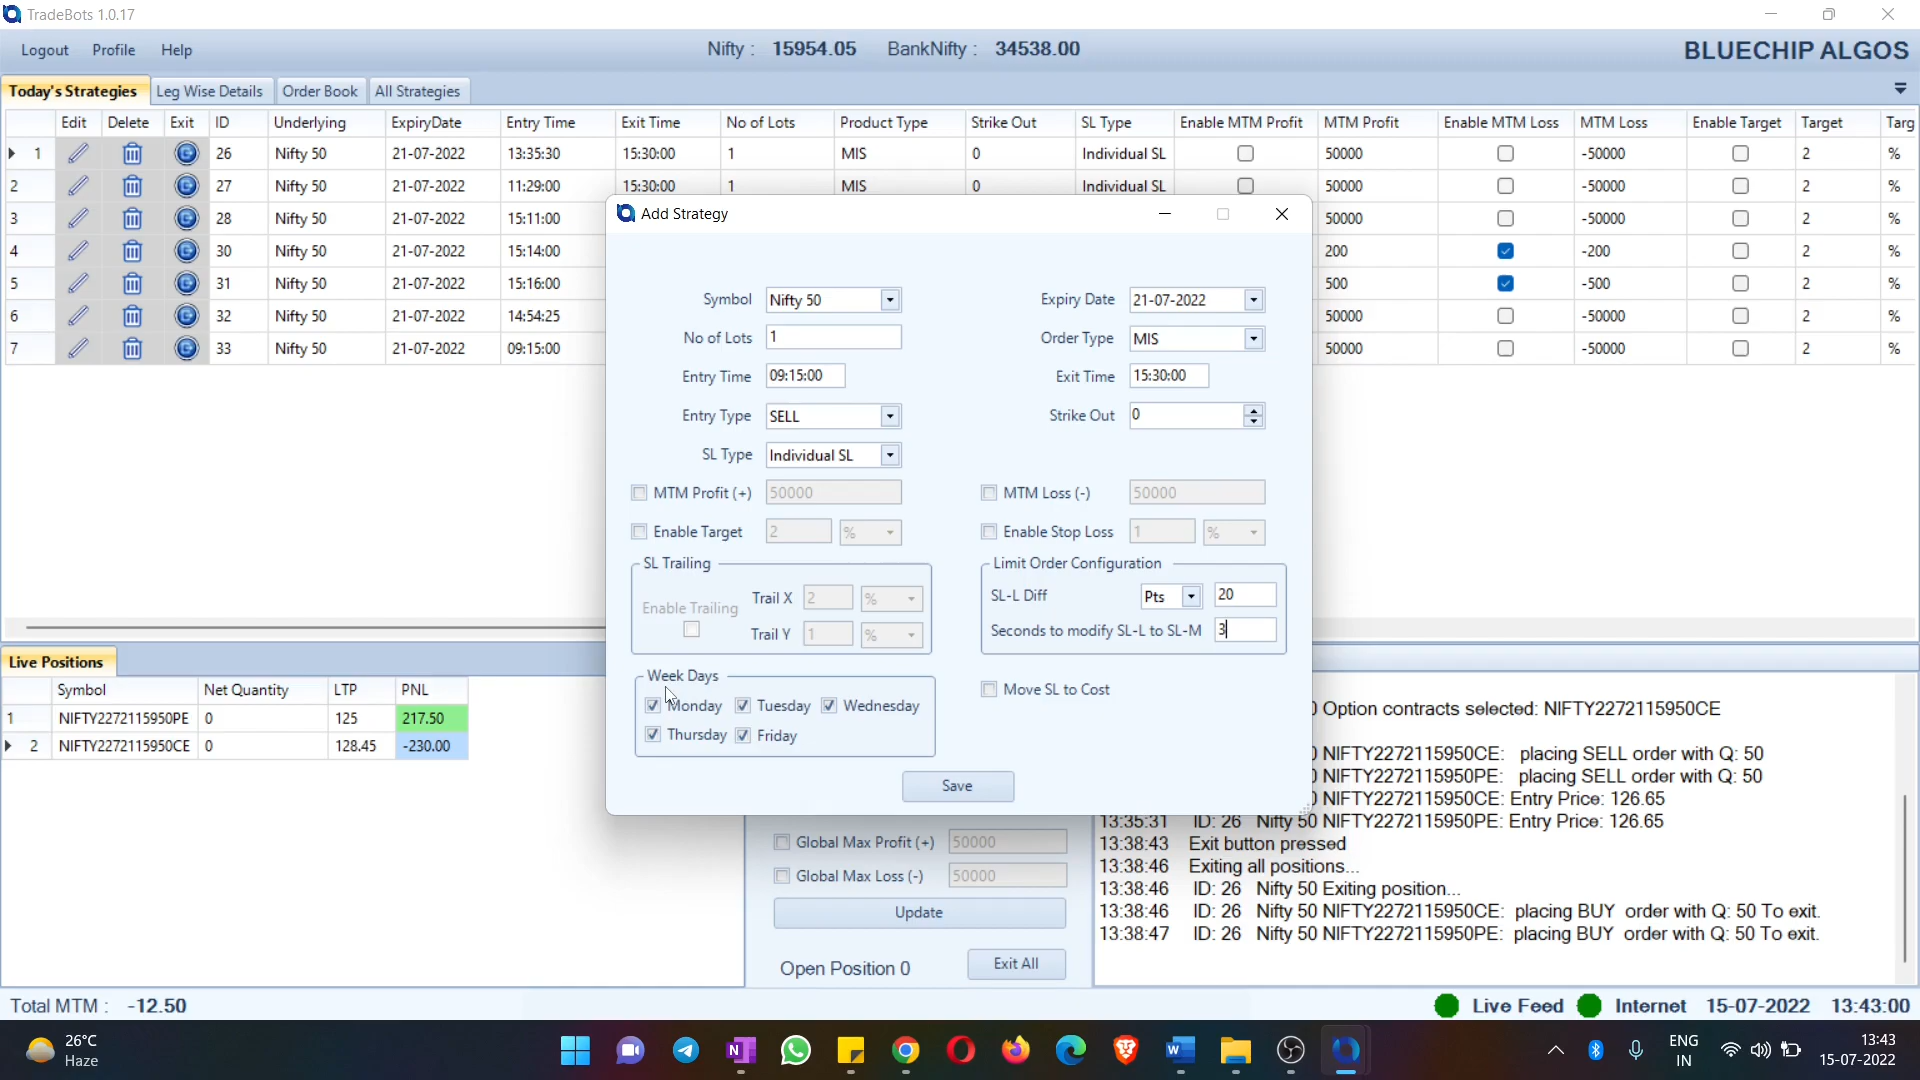 TradeBots 1.0.17
Logout Profile Help Nifty : 15954.05 BankNifty : 34538.00 BLUECHIP ALGOS
Today's Strategies Leg Wise Details Order Book All Strategies
Edit Delete Exit ID Underlying ExpiryDate Entry Time Exit Time No of Lots Product Type Strike Out SL Type Enable MTM Profit MTM Profit Enable MTM Loss MTM Loss Enable Target Target Targ
1 26 Nifty 50 21-07-2022 13:35:30 15:30:00 1 MIS 0 Individual SL 50000 -50000 2 %
2 27 Nifty 50 21-07-2022 11:29:00 15:30:00 1 MIS 0 Individual SL 50000 -50000 2 %
3 28 Nifty 50 21-07-2022 15:11:00 50000 -50000 2 %
4 30 Nifty 50 21-07-2022 15:14:00 200 -200 2 %
5 31 Nifty 50 21-07-2022 15:16:00 500 -500 2 %
6 32 Nifty 50 21-07-2022 14:54:25 50000 -50000 2 %
7 33 Nifty 50 21-07-2022 09:15:00 50000 -50000 2 %
Add Strategy
Symbol Nifty 50 Expiry Date 21-07-2022
No of Lots 1 Order Type MIS
Entry Time 09:15:00 Exit Time 15:30:00
Entry Type SELL Strike Out 0
SL Type Individual SL
MTM Profit (+) 50000 MTM Loss (-) 50000
Enable Target 2 % Enable Stop Loss 1 %
SL Trailing Limit Order Configuration
Trail X 2 % SL-L Diff Pts 20
Enable Trailing
Trail Y 1 % Seconds to modify SL-L to SL-M 3
Week Days Move SL to Cost
Monday Tuesday Wednesday
Thursday Friday
Save
Live Positions
Symbol Net Quantity LTP PNL
1 NIFTY2272115950PE 0 125 217.50
2 NIFTY2272115950CE 0 128.45 -230.00
Global Max Profit (+) 50000
Global Max Loss (-) 50000
Update
Open Position 0 Exit All
0 Option contracts selected: NIFTY2272115950CE
0 NIFTY2272115950CE: placing SELL order with Q: 50
0 NIFTY2272115950PE: placing SELL order with Q: 50
0 NIFTY2272115950CE: Entry Price: 126.65
13:35:31 ID: 26 Nifty 50 NIFTY2272115950PE: Entry Price: 126.65
13:38:43 Exit button pressed
13:38:46 Exiting all positions...
13:38:46 ID: 26 Nifty 50 Exiting position...
13:38:46 ID: 26 Nifty 50 NIFTY2272115950CE: placing BUY order with Q: 50 To exit.
13:38:47 ID: 26 Nifty 50 NIFTY2272115950PE: placing BUY order with Q: 50 To exit.
Total MTM : -12.50 Live Feed Internet 15-07-2022 13:43:00
26°C
Haze
ENG
IN
13:43
15-07-2022